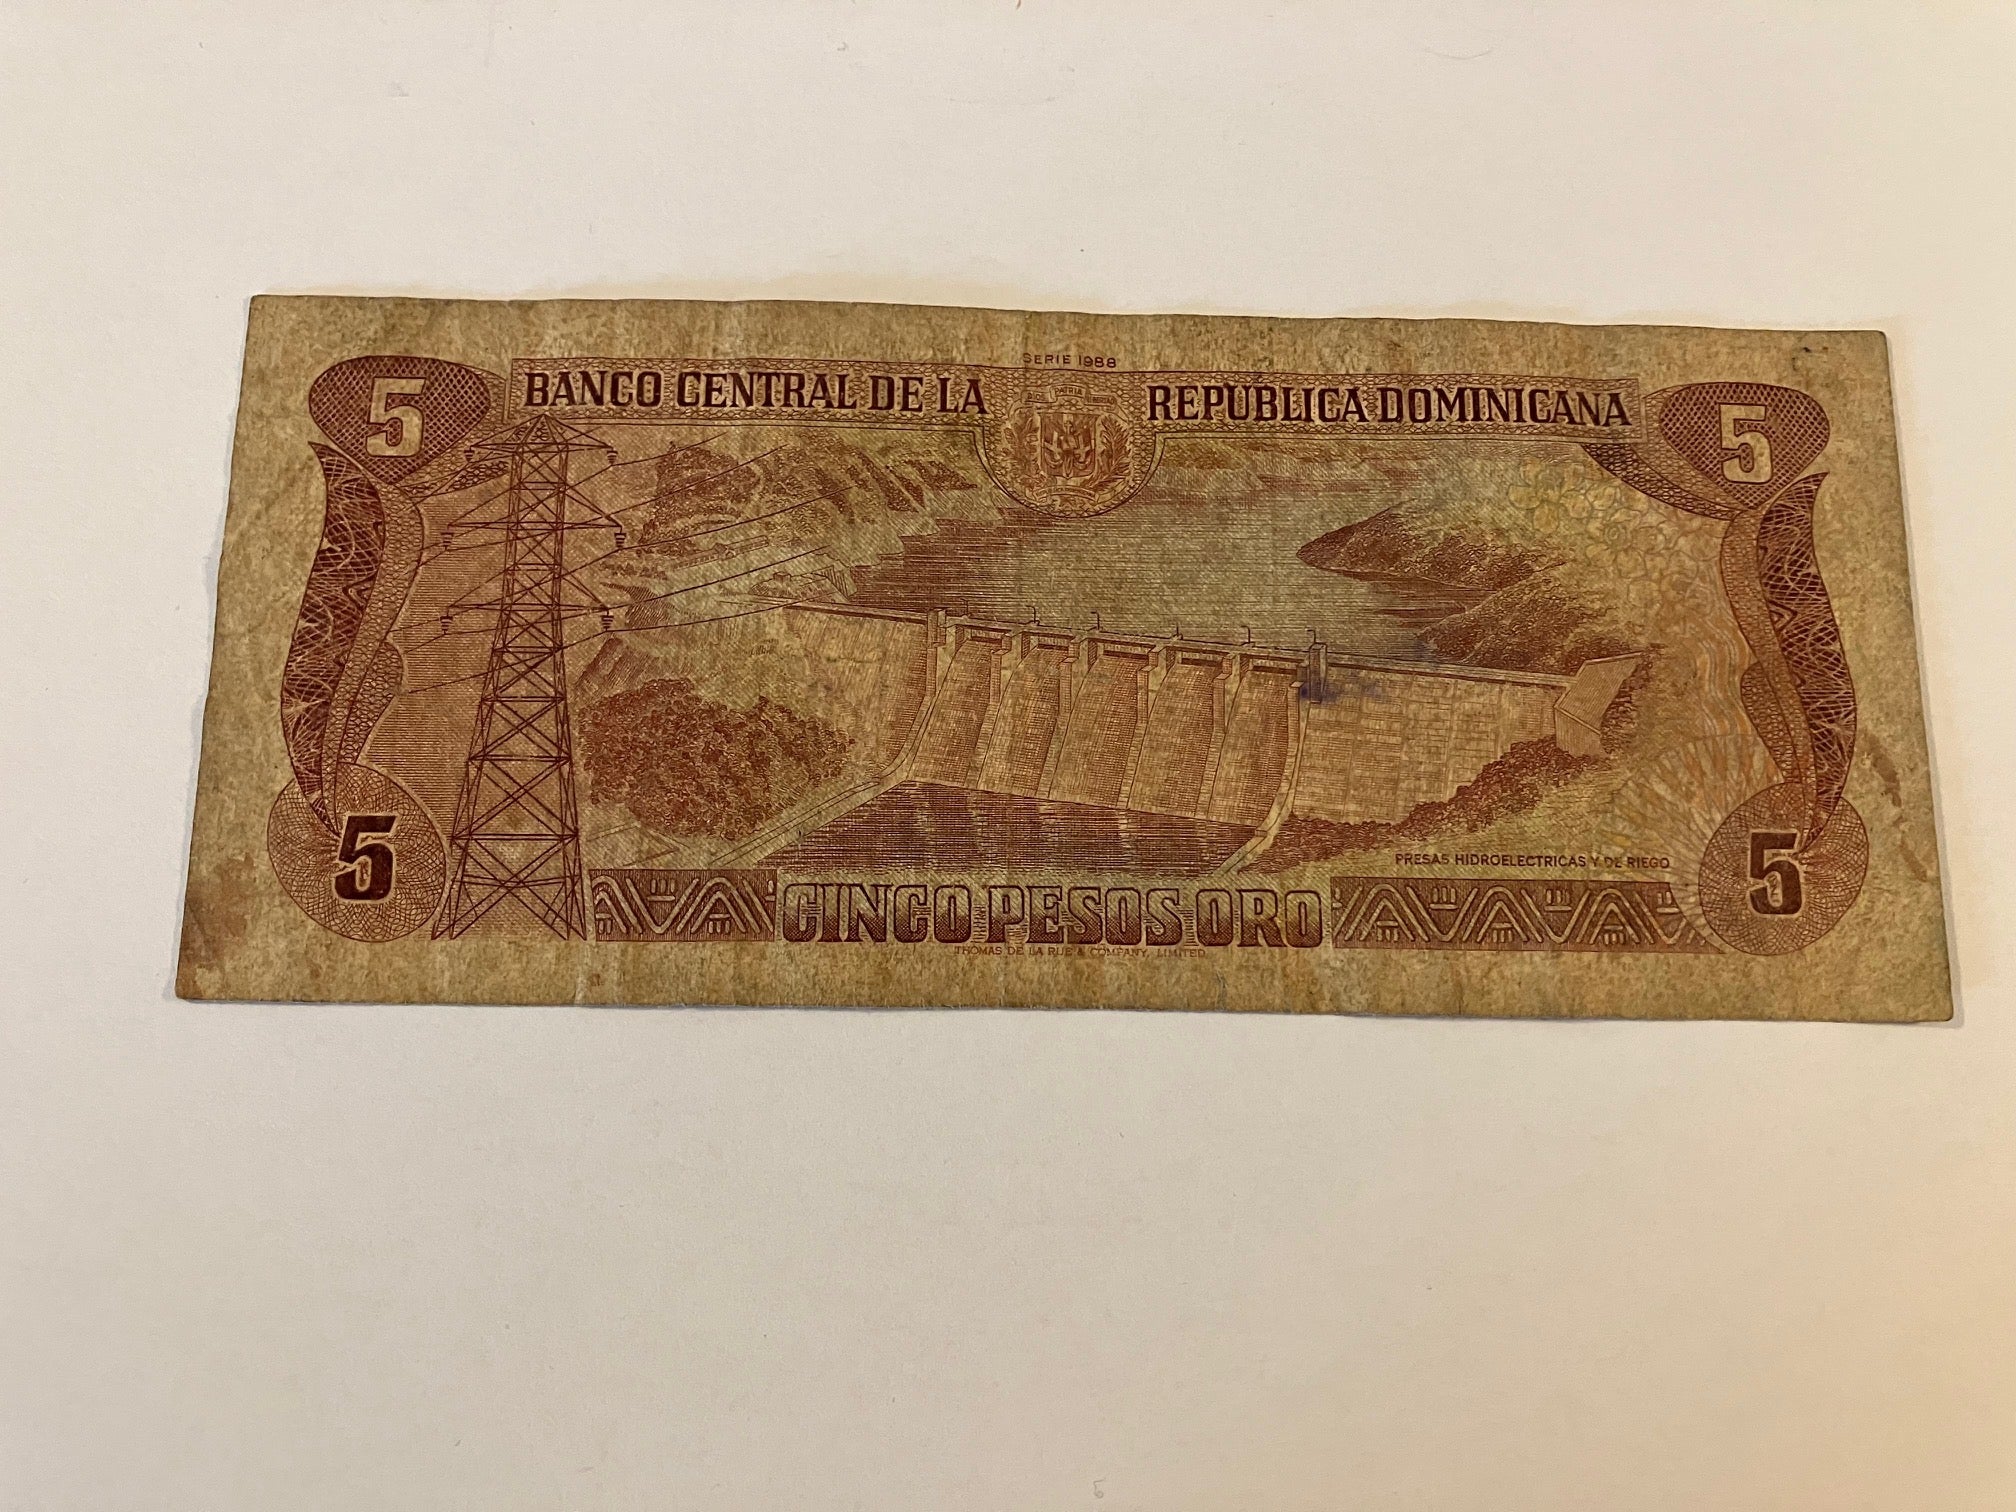 SERIE 1988
BANCO CENTRAL DE LA REPÚBLICA DOMINICANA
5 5
PRESAS HIDROELECTRICAS Y DE RIEGO
5 CINCO PESOS ORO 5
THOMAS DE LA RUE & COMPANY, LIMITED